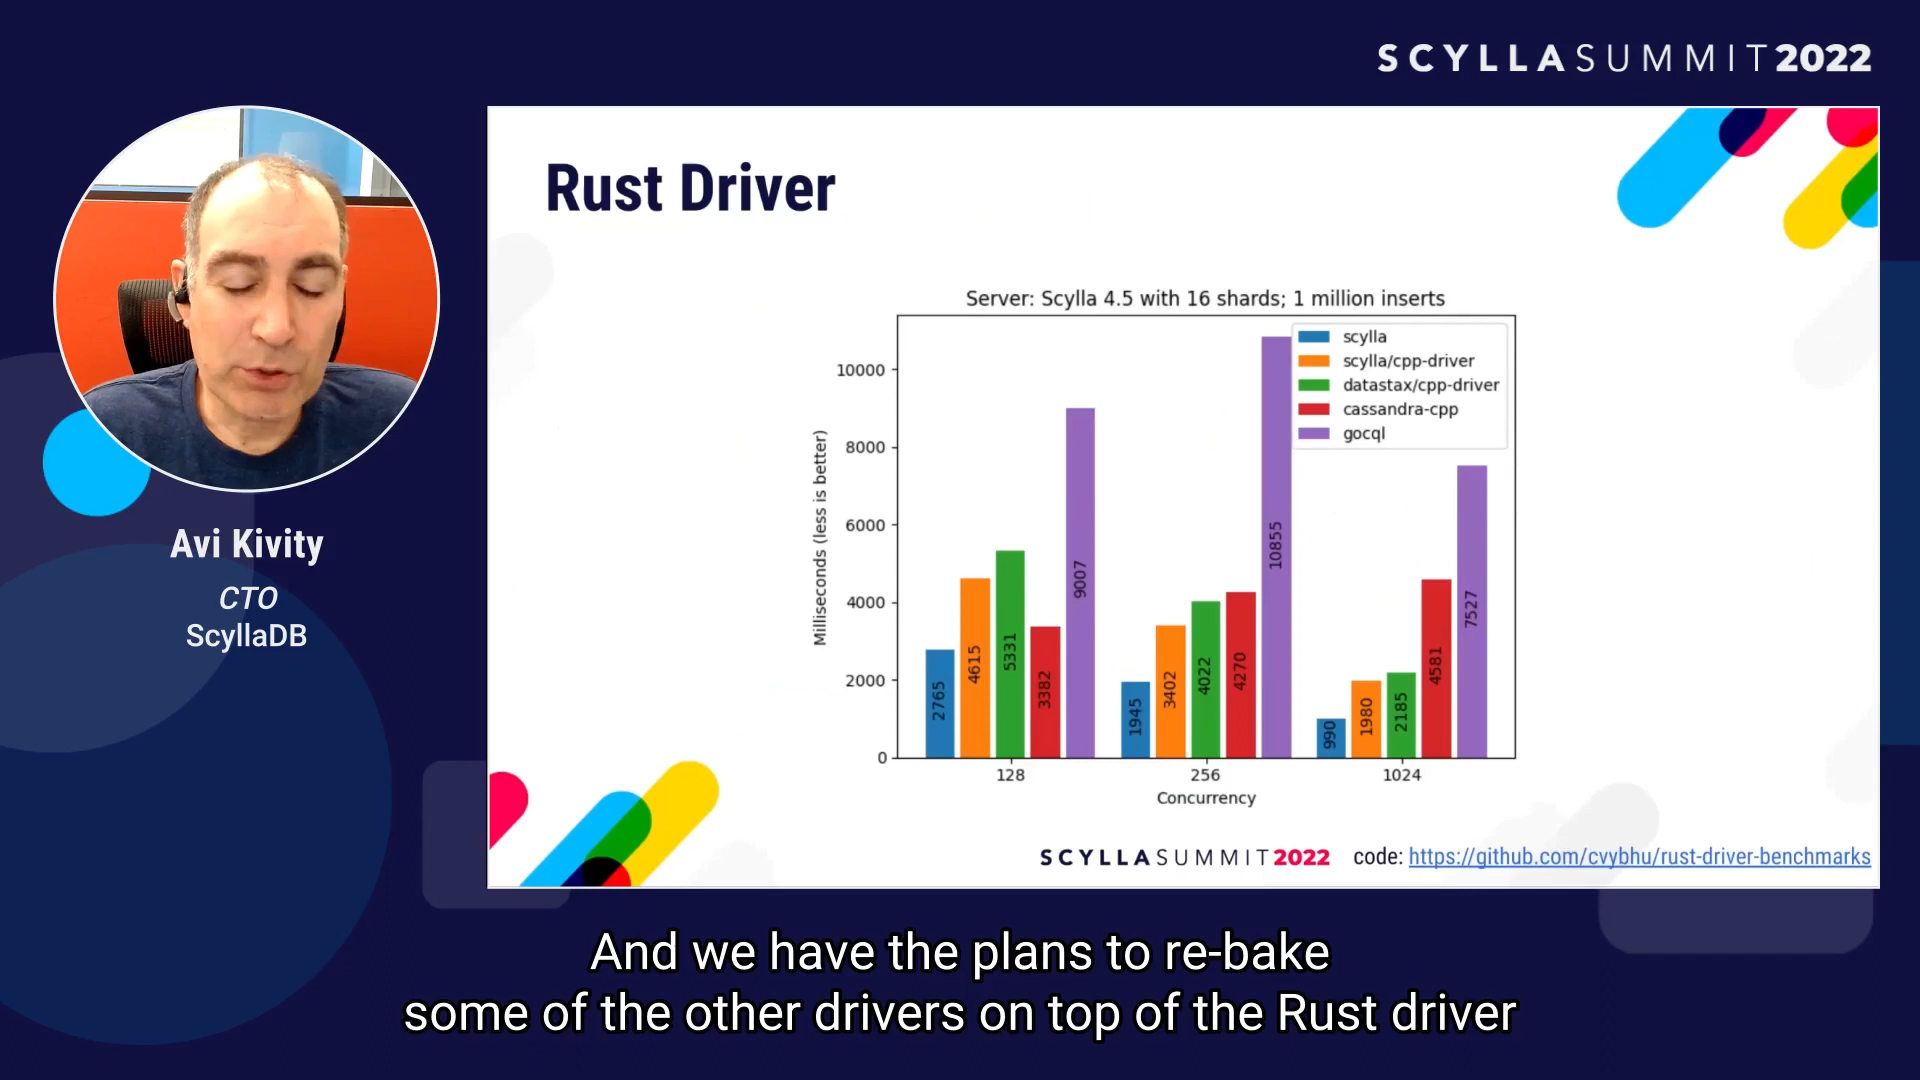 SCYLLASUMMIT2022
Rust Driver
Server: Scylla 4.5 with 16 shards; 1 million inserts
scylla
scylla/cpp-driver
datastax/cpp-driver
cassandra-cpp
gocql
Milliseconds (less is better)
10000
8000
6000
4000
2000
0
2765
4615
5331
3382
9007
1945
3402
4022
4270
10855
990
1980
2185
4581
7527
128
256
1024
Concurrency
SCYLLASUMMIT2022
code: https://github.com/cvybhu/rust-driver-benchmarks
Avi Kivity
CTO
ScyllaDB
And we have the plans to re-bake
some of the other drivers on top of the Rust driver